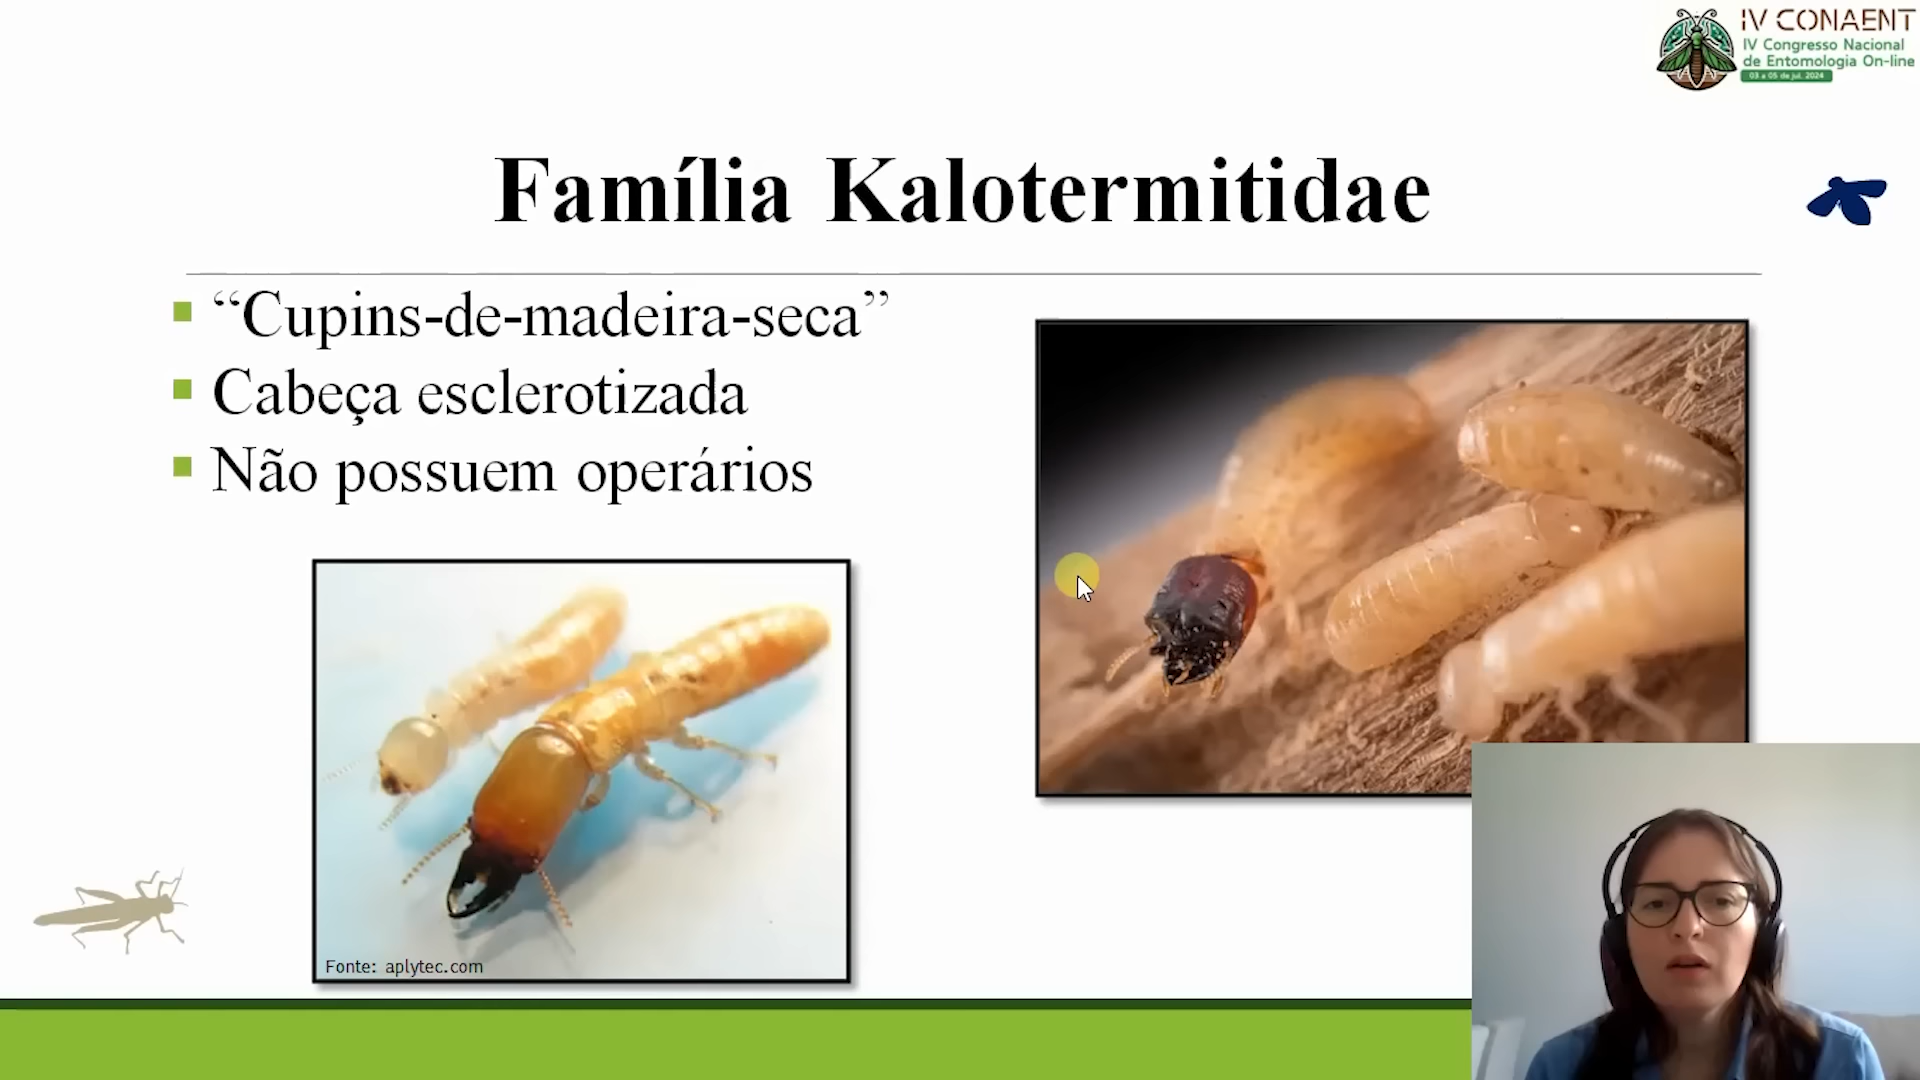 IV CONAENT
IV Congresso Nacional
de Entomologia On-line
03 a 05 de jul. 2024
Família Kalotermitidae
“Cupins-de-madeira-seca”
Cabeça esclerotizada
Não possuem operários
Fonte: aplytec.com